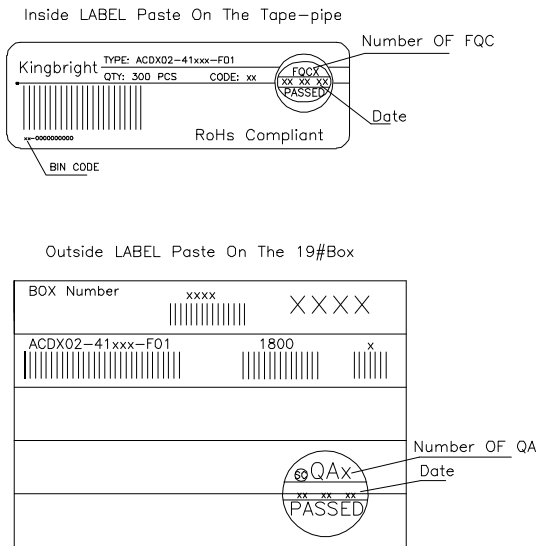 Inside LABEL Paste On The Tape-pipe
Number OF FQC
Kingbright
TYPE: ACDX02-41xxx-F01
QTY: 300 PCS CODE: xx
FQCX
XX XX XX
PASSED
Date
xx-0000000000
RoHs Compliant
BIN CODE
Outside LABEL Paste On The 19#Box
BOX Number
xxxx
XXXX
ACDX02-41xxx-F01 1800 x
Number OF QA
QAx
Date
xx xx xx
PASSED